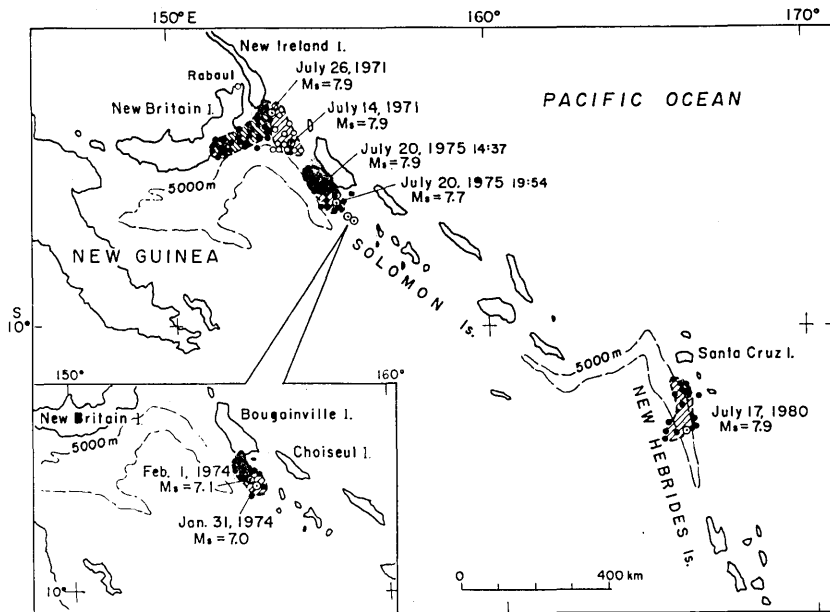 150° E
160°
170°
New Ireland I.
Rabaul
July 26, 1971
Ms = 7.9
New Britain I.
July 14, 1971
Ms = 7.9
PACIFIC OCEAN
July 20, 1975 14:37
Ms = 7.9
July 20, 1975 19:54
Ms = 7.7
5000m
NEW GUINEA
SOLOMON Is.
S
10°
5000m
Santa Cruz I.
July 17, 1980
Ms = 7.9
NEW HEBRIDES Is.
0 400 km
150°
160°
New Britain I.
5000m
Bougainville I.
Choiseul I.
Feb. 1, 1974
Ms = 7.1
Jan. 31, 1974
Ms = 7.0
10°